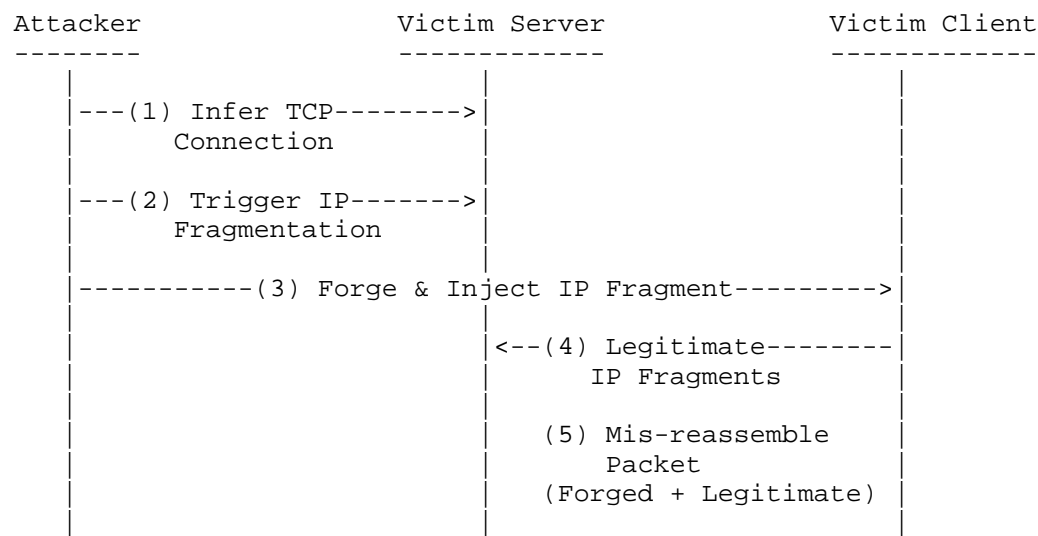 Attacker                Victim Server              Victim Client
--------                -------------              -------------
|                         |                          |
|---(1) Infer TCP-------->|                          |
|      Connection         |                          |
|                         |                          |
|---(2) Trigger IP------->|                          |
|      Fragmentation      |                          |
|                         |                          |
|-----------(3) Forge & Inject IP Fragment--------->|
|                         |                          |
|                         |<--(4) Legitimate--------|
|                         |      IP Fragments        |
|                         |                          |
|                         |   (5) Mis-reassemble     |
|                         |       Packet             |
|                         |   (Forged + Legitimate)  |
|                         |                          |